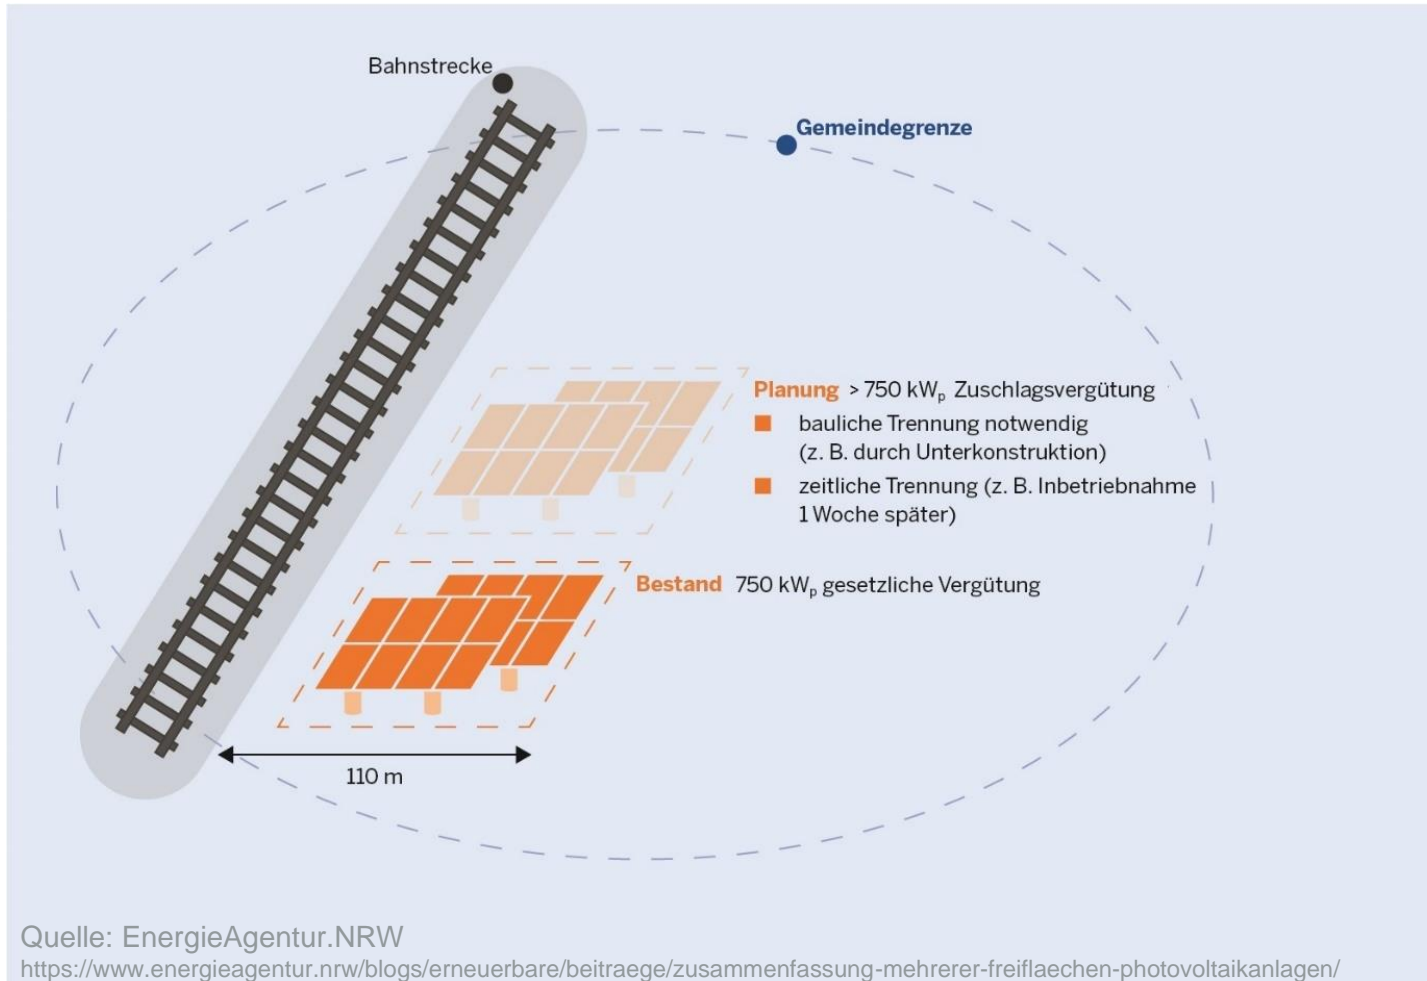 Bahnstrecke
Gemeindegrenze
Planung > 750 kWp Zuschlagsvergütung
bauliche Trennung notwendig
(z. B. durch Unterkonstruktion)
zeitliche Trennung (z. B. Inbetriebnahme
1 Woche später)
Bestand 750 kWp gesetzliche Vergütung
110 m
Quelle: EnergieAgentur.NRW
https://www.energieagentur.nrw/blogs/erneuerbare/beitraege/zusammenfassung-mehrerer-freiflaechen-photovoltaikanlagen/